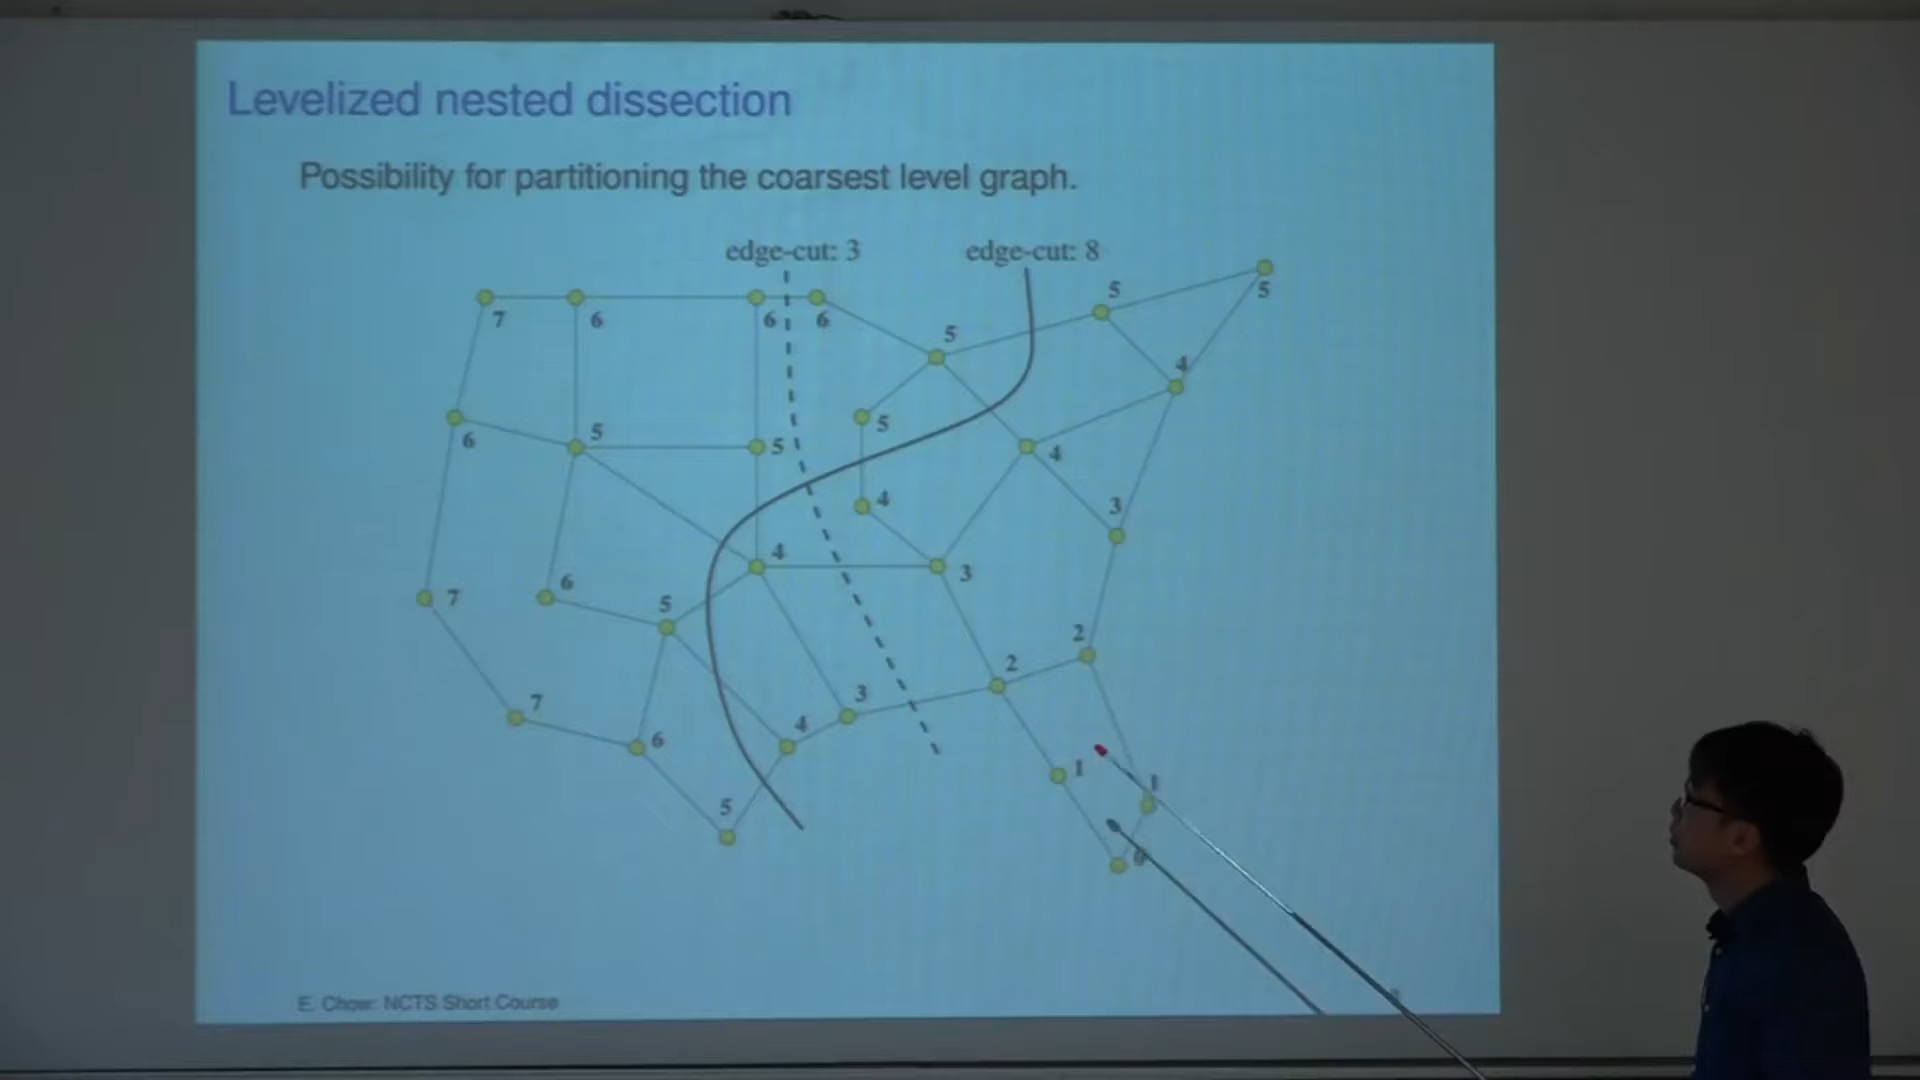 Levelized nested dissection
Possibility for partitioning the coarsest level graph.
edge-cut: 3 edge-cut: 8
5
5
7 6 6 6
5
4
6 5 5 5
4
4 3
4
7 6 3
5
2
2
7 3
6 4
1 1
5
0
E. Chow: NCTS Short Course